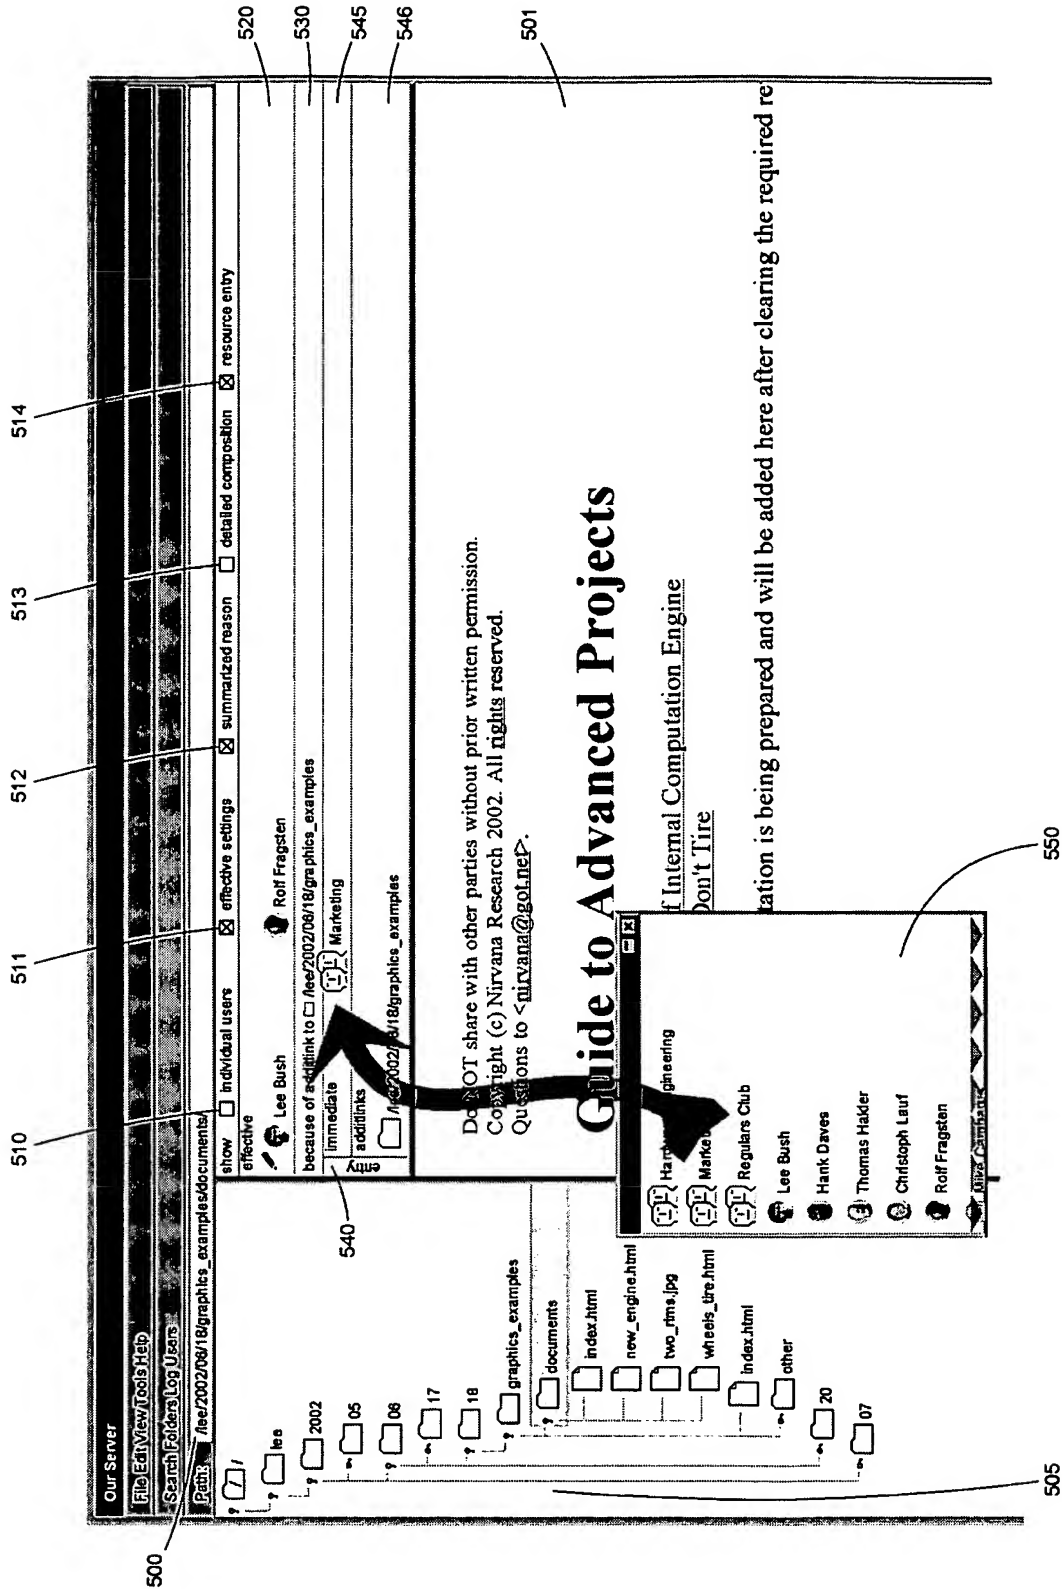 510
511
512
513
514
520
530
545
546
501
500
540
505
550
Our Server
File Edit View Tools Help
Search Folders Log Users
Path: /lee/2002/06/18/graphics_examples/documents
show individual users effective settings summarized reason detailed composition resource entry
effective
Lee Bush Rolf Fragsten
because of additlink to /lee/2002/06/18/graphics_examples
entry
immediate Marketing
additlinks
/lee/2002/06/18/graphics_examples
/
lee
2002
05
06
17
18
graphics_examples
documents
index.html
new_engine.html
two_rims.jpg
wheels_tire.html
index.html
other
20
07
Do NOT share with other parties without prior written permission.
Copyright (c) Nirvana Research 2002. All rights reserved.
Questions to <nirvana@got.net>.
Guide to Advanced Projects
f Internal Computation Engine
Don't Tire
tation is being prepared and will be added here after clearing the required re
Regulars Club
Lee Bush
Hank Daves
Thomas Halder
Christoph Lauf
Rolf Fragsten